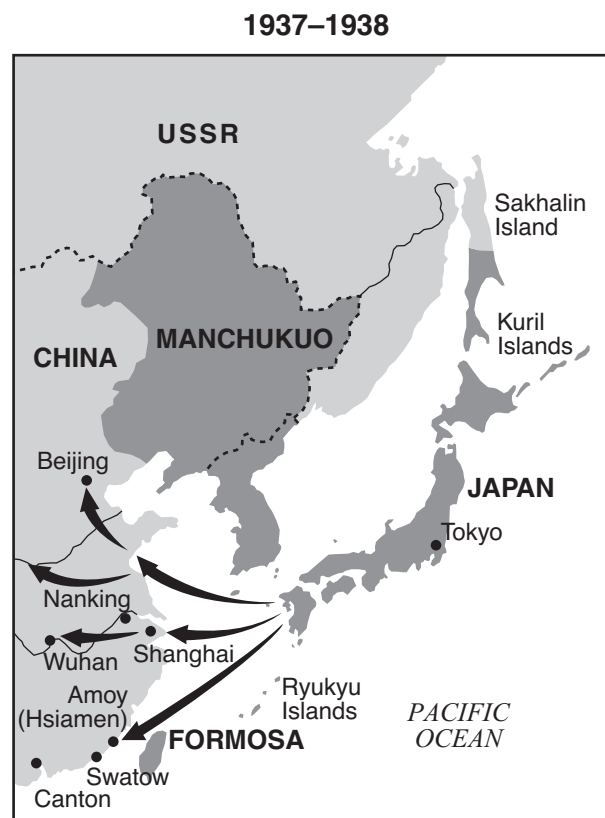 1937–1938
USSR
Sakhalin
Island
Kuril
Islands
MANCHUKUO
CHINA
Beijing
JAPAN
Tokyo
Nanking
Wuhan
Shanghai
Amoy
(Hsiamen)
Ryukyu
Islands
PACIFIC
OCEAN
FORMOSA
Swatow
Canton